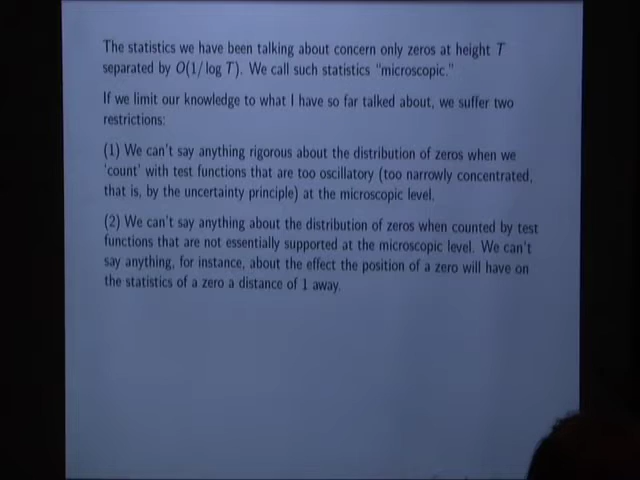 The statistics we have been talking about concern only zeros at height T
separated by O(1/ log T). We call such statistics "microscopic."
If we limit our knowledge to what I have so far talked about, we suffer two
restrictions:
(1) We can't say anything rigorous about the distribution of zeros when we
'count' with test functions that are too oscillatory (too narrowly concentrated,
that is, by the uncertainty principle) at the microscopic level.
(2) We can't say anything about the distribution of zeros when counted by test
functions that are not essentially supported at the microscopic level. We can't
say anything, for instance, about the effect the position of a zero will have on
the statistics of a zero a distance of 1 away.